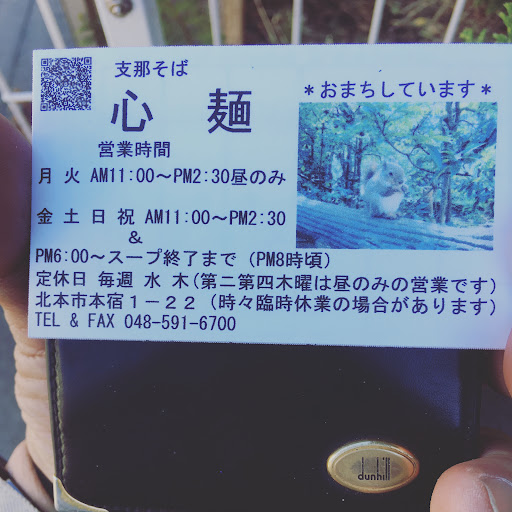 支那そば
心　麺
*おまちしています*
営業時間
月 火 AM11:00～PM2:30昼のみ
金 土 日 祝 AM11:00～PM2:30
&
PM6:00～スープ終了まで (PM8時頃)
定休日 毎週 水 木(第二第四木曜は昼のみの営業です)
北本市本宿1－22 (時々臨時休業の場合があります)
TEL & FAX 048-591-6700
dunhill